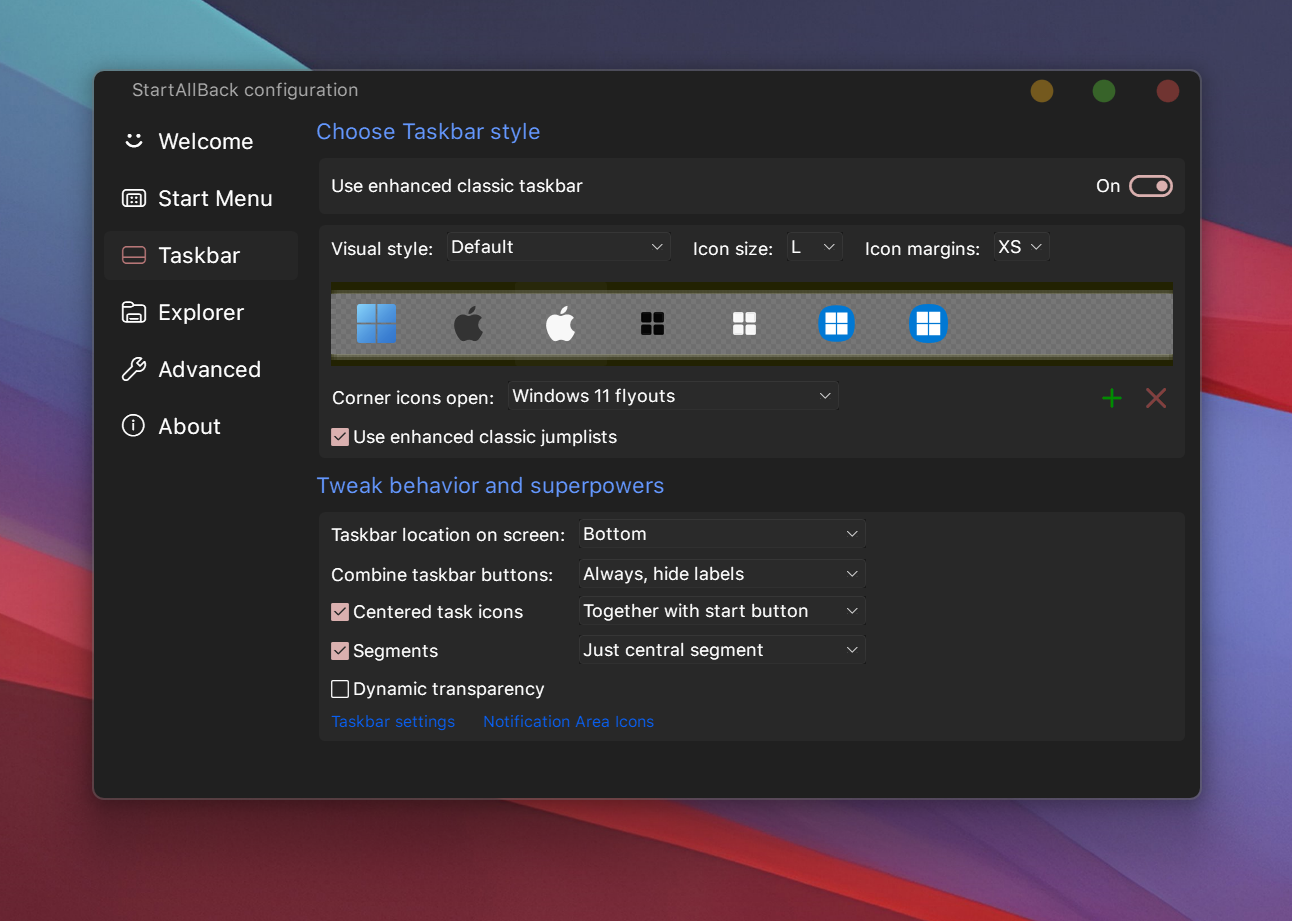 StartAllBack configuration
Welcome
Start Menu
Taskbar
Explorer
Advanced
About
Choose Taskbar style
Use enhanced classic taskbar On
Visual style: Default Icon size: L Icon margins: XS
Corner icons open: Windows 11 flyouts
Use enhanced classic jumplists
Tweak behavior and superpowers
Taskbar location on screen: Bottom
Combine taskbar buttons: Always, hide labels
Centered task icons Together with start button
Segments Just central segment
Dynamic transparency
Taskbar settings Notification Area Icons